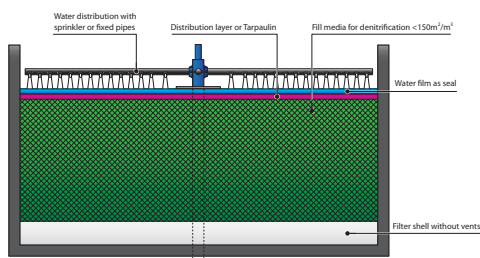 Water distribution with
sprinkler or fixed pipes
Distribution layer or Tarpaulin
Fill media for denitrification <150m²/m³
Water film as seal
Filter shell without vents